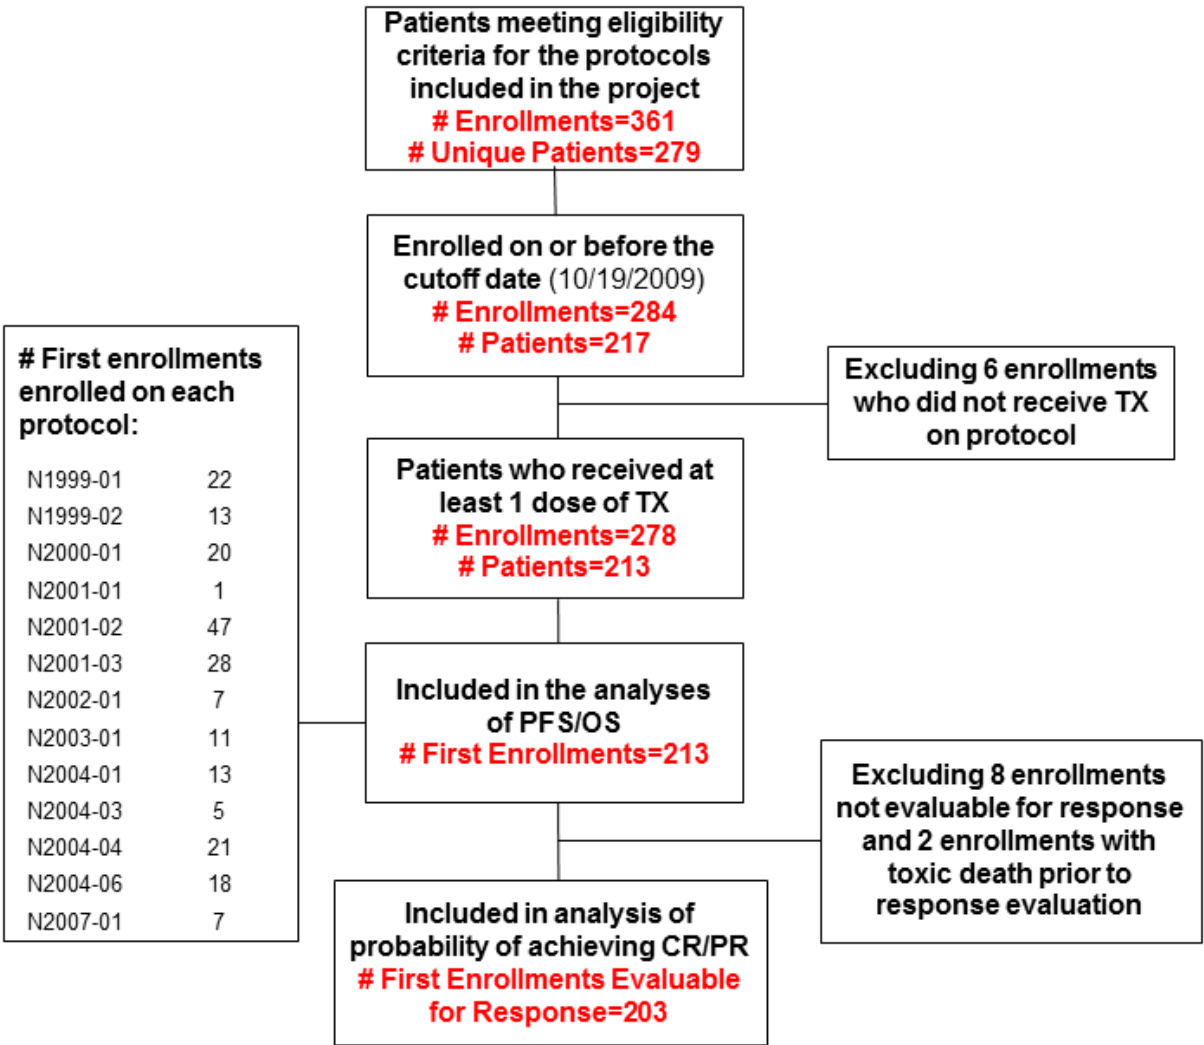 Patients meeting eligibility
criteria for the protocols
included in the project
# Enrollments=361
# Unique Patients=279
Enrolled on or before the
cutoff date (10/19/2009)
# Enrollments=284
# Patients=217
Excluding 6 enrollments
who did not receive TX
on protocol
Patients who received at
least 1 dose of TX
# Enrollments=278
# Patients=213
# First enrollments
enrolled on each
protocol:
N1999-01 22
N1999-02 13
N2000-01 20
N2001-01 1
N2001-02 47
N2001-03 28
N2002-01 7
N2003-01 11
N2004-01 13
N2004-03 5
N2004-04 21
N2004-06 18
N2007-01 7
Included in the analyses
of PFS/OS
# First Enrollments=213
Excluding 8 enrollments
not evaluable for response
and 2 enrollments with
toxic death prior to
response evaluation
Included in analysis of
probability of achieving CR/PR
# First Enrollments Evaluable
for Response=203